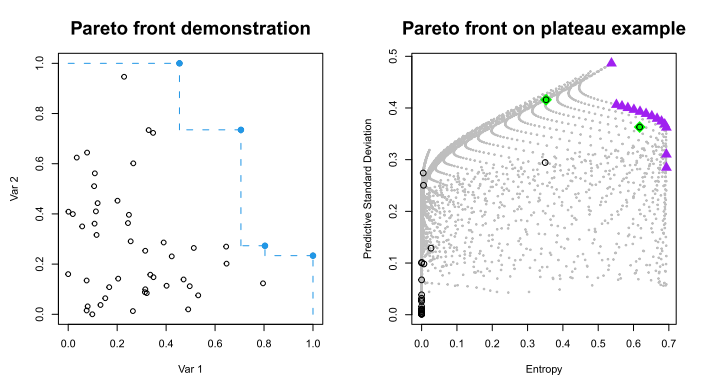 Pareto front demonstration
Var 2
0.0 0.2 0.4 0.6 0.8 1.0
0.0 0.2 0.4 0.6 0.8 1.0
Var 1
Pareto front on plateau example
Predictive Standard Deviation
0.0 0.1 0.2 0.3 0.4 0.5
0.0 0.1 0.2 0.3 0.4 0.5 0.6 0.7
Entropy